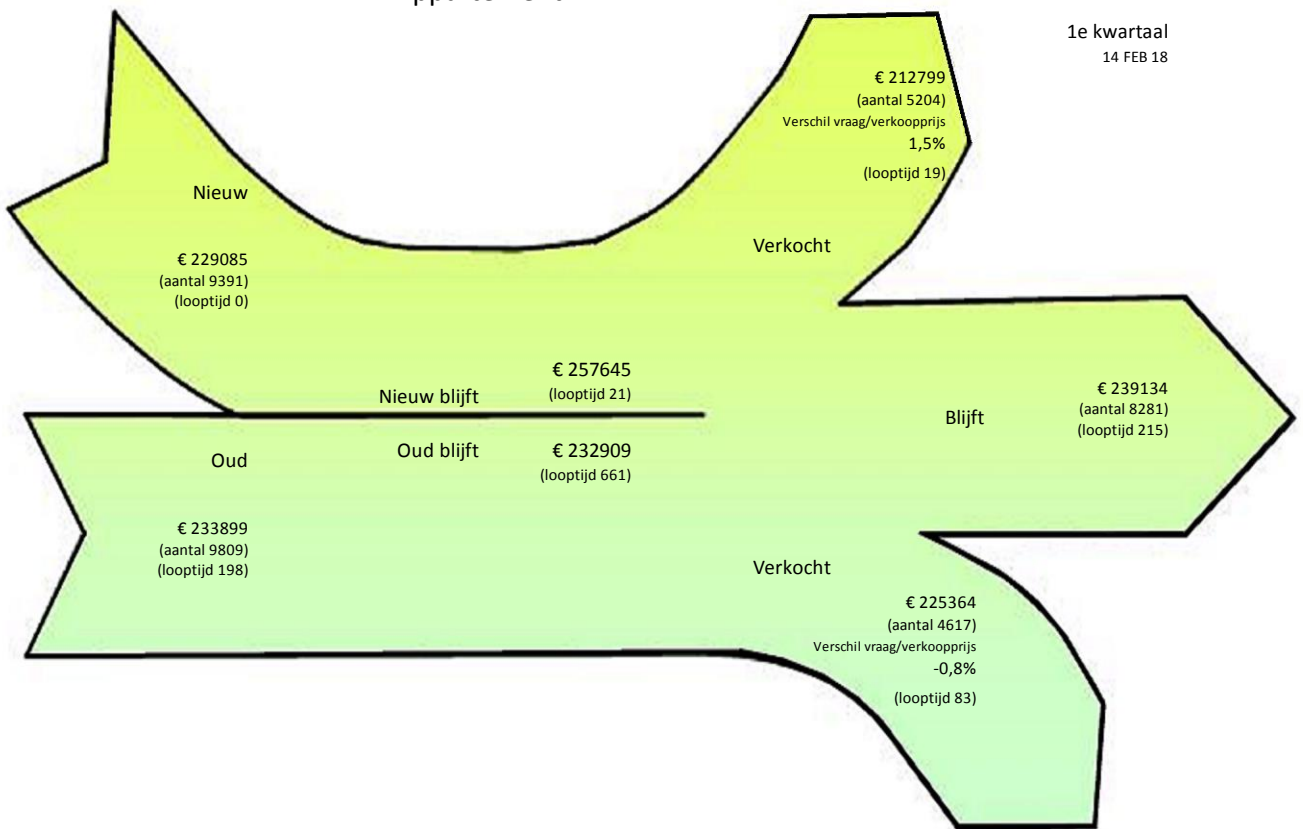 1e kwartaal
14 FEB 18
€ 212799
(aantal 5204)
Verschil vraag/verkoopprijs
1,5%
(looptijd 19)
Nieuw
Verkocht
€ 229085
(aantal 9391)
(looptijd 0)
€ 257645
Nieuw blijft
(looptijd 21)
€ 239134
(aantal 8281)
(looptijd 215)
Blijft
Oud
Oud blijft
€ 232909
(looptijd 661)
€ 233899
(aantal 9809)
(looptijd 198)
Verkocht
€ 225364
(aantal 4617)
Verschil vraag/verkoopprijs
-0,8%
(looptijd 83)